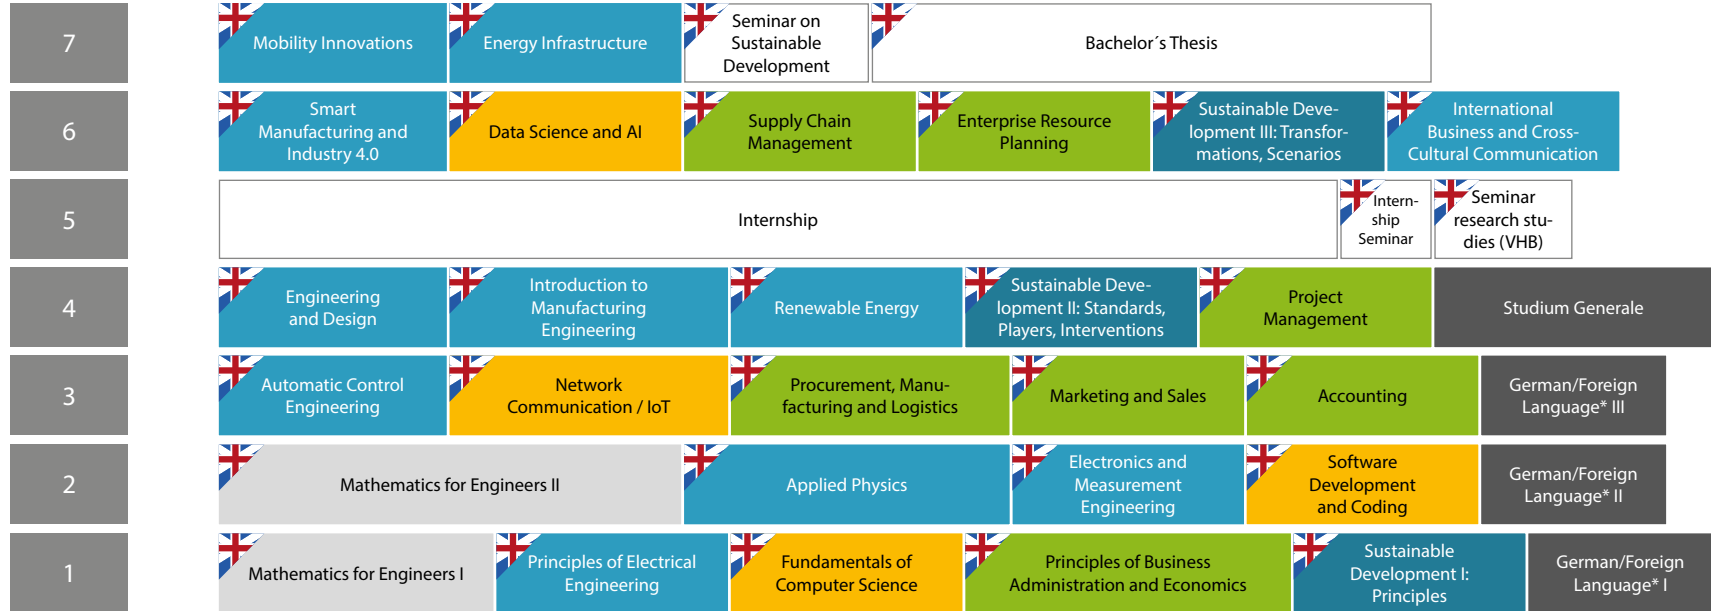 7
Mobility Innovations
Energy Infrastructure
Seminar on
Sustainable
Development
Bachelor´s Thesis
6
Smart
Manufacturing and
Industry 4.0
Data Science and AI
Supply Chain
Management
Enterprise Resource
Planning
Sustainable Deve-
lopment III: Transfor-
mations, Scenarios
International
Business and Cross-
Cultural Communication
5
Internship
Intern-
ship
Seminar
Seminar
research stu-
dies (VHB)
4
Engineering
and Design
Introduction to
Manufacturing
Engineering
Renewable Energy
Sustainable Deve-
lopment II: Standards,
Players, Interventions
Project
Management
Studium Generale
3
Automatic Control
Engineering
Network
Communication / IoT
Procurement, Manu-
facturing and Logistics
Marketing and Sales
Accounting
German/Foreign
Language* III
2
Mathematics for Engineers II
Applied Physics
Electronics and
Measurement
Engineering
Software
Development
and Coding
German/Foreign
Language* II
1
Mathematics for Engineers I
Principles of Electrical
Engineering
Fundamentals of
Computer Science
Principles of Business
Administration and Economics
Sustainable
Development I:
Principles
German/Foreign
Language* I